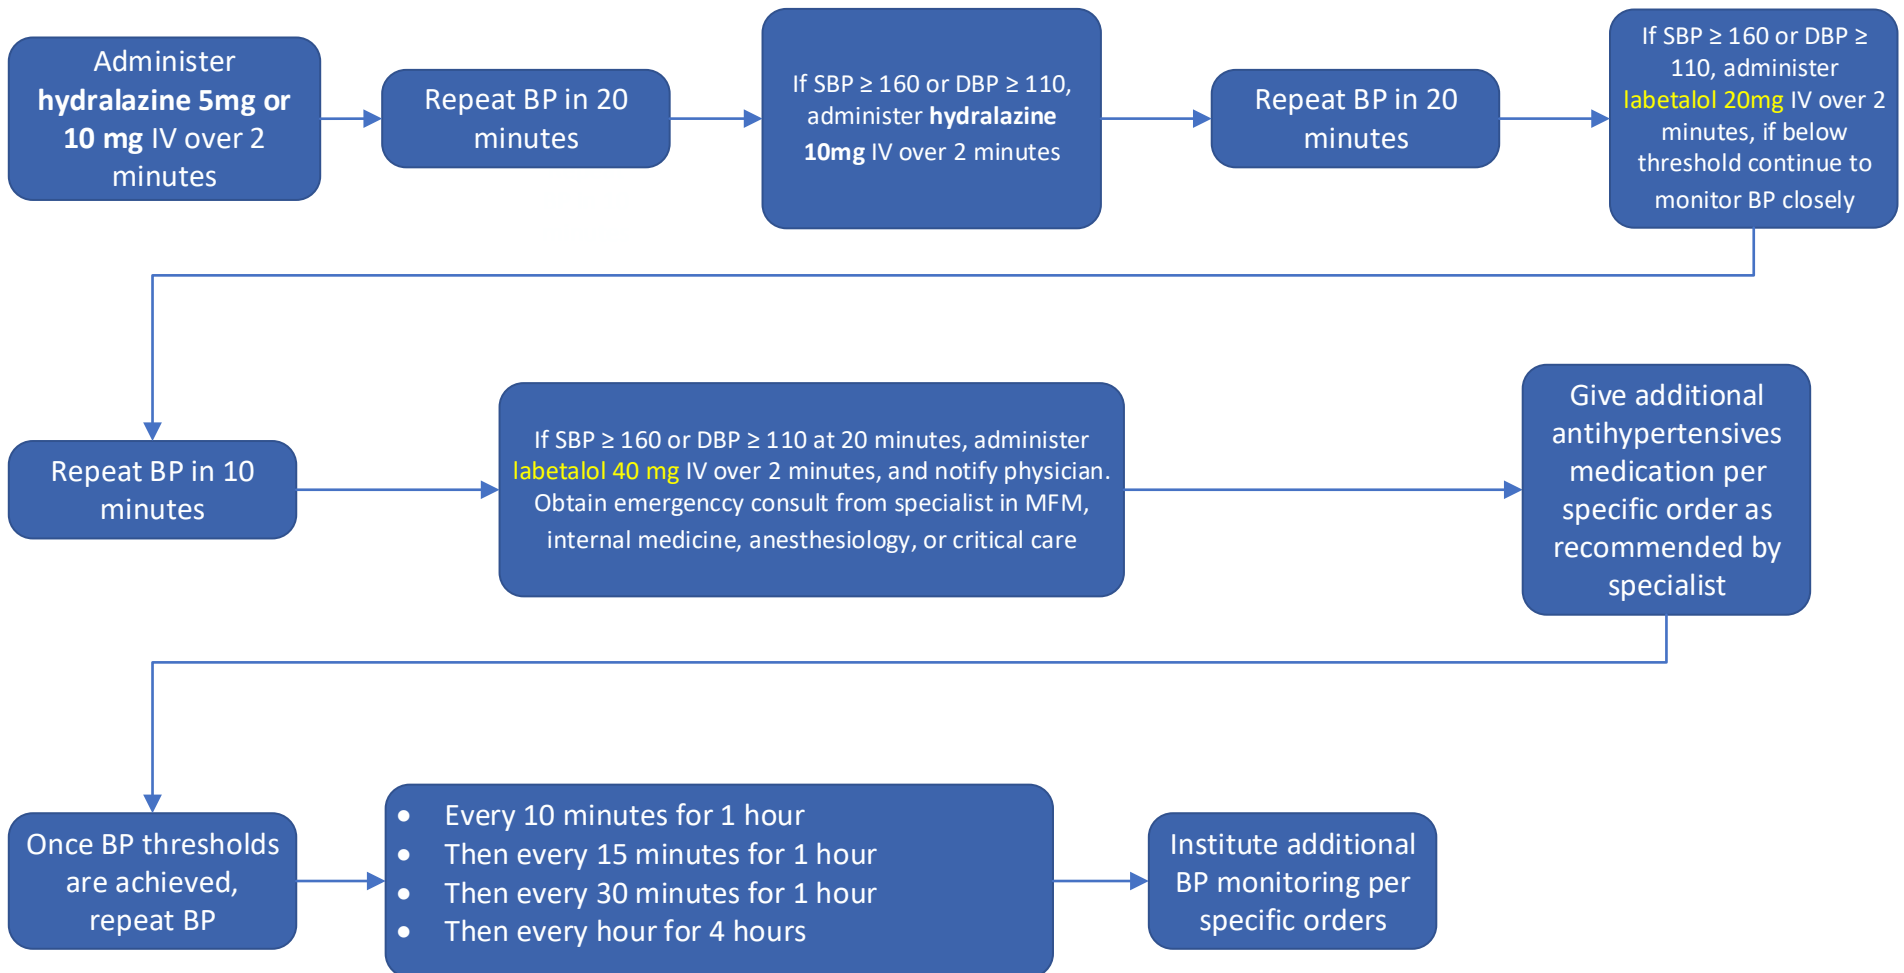 Administer
hydralazine 5mg or
10 mg IV over 2
minutes
Repeat BP in 20
minutes
If SBP ≥ 160 or DBP ≥ 110,
administer hydralazine
10mg IV over 2 minutes
Repeat BP in 20
minutes
If SBP ≥ 160 or DBP ≥
110, administer
labetalol 20mg IV over 2
minutes, if below
threshold continue to
monitor BP closely
Repeat BP in 10
minutes
If SBP ≥ 160 or DBP ≥ 110 at 20 minutes, administer
labetalol 40 mg IV over 2 minutes, and notify physician.
Obtain emergenccy consult from specialist in MFM,
internal medicine, anesthesiology, or critical care
Give additional
antihypertensives
medication per
specific order as
recommended by
specialist
Once BP thresholds
are achieved,
repeat BP
• Every 10 minutes for 1 hour
• Then every 15 minutes for 1 hour
• Then every 30 minutes for 1 hour
• Then every hour for 4 hours
Institute additional
BP monitoring per
specific orders